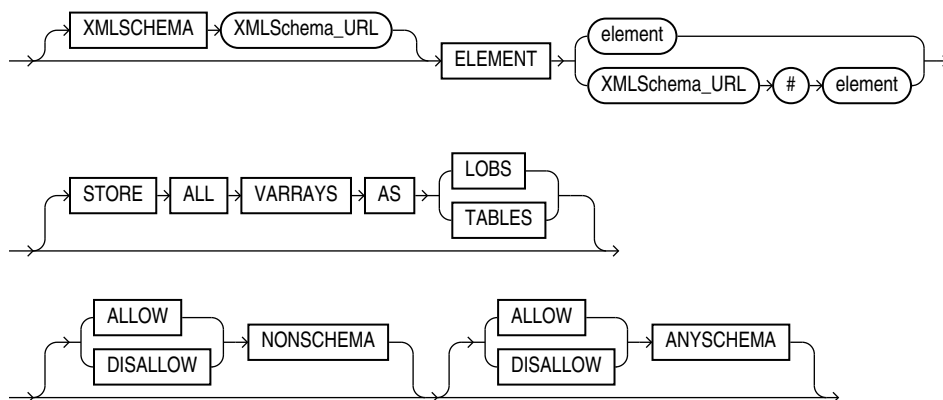 XMLSCHEMA XMLSchema_URL
ELEMENT
element
XMLSchema_URL # element
STORE ALL VARRAYS AS
LOBS
TABLES
ALLOW
DISALLOW
NONSCHEMA
ALLOW
DISALLOW
ANYSCHEMA